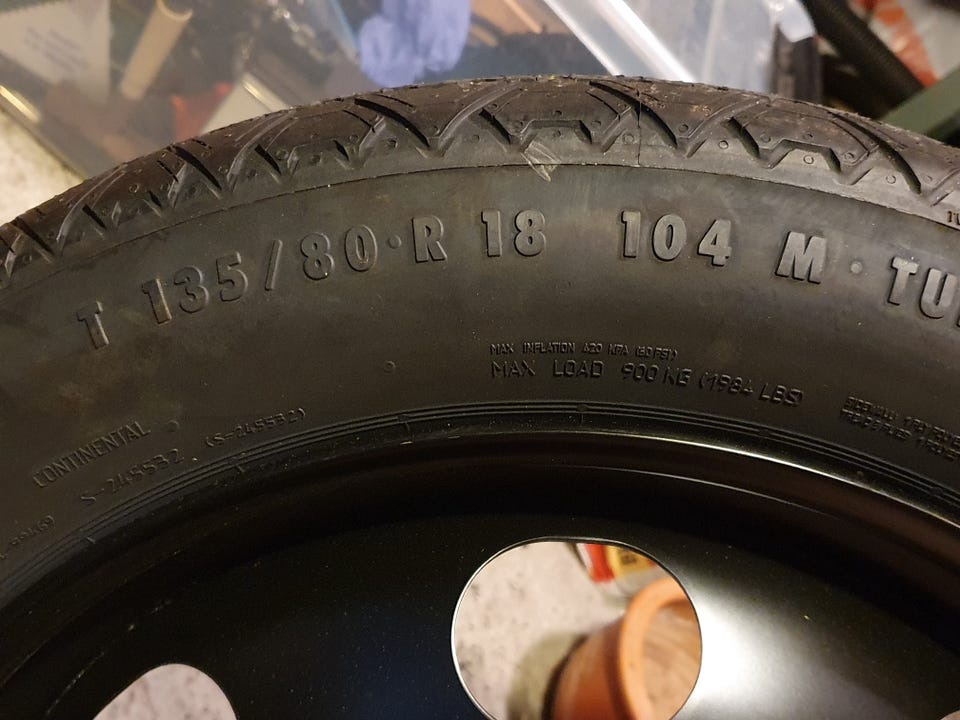 T 135/80 R 18 104 M TU
MAX INFLATION 420 KPA (60 PSI)
MAX LOAD 900 KG (1984 LBS)
CONTINENTAL
S-245532 (S-245532)